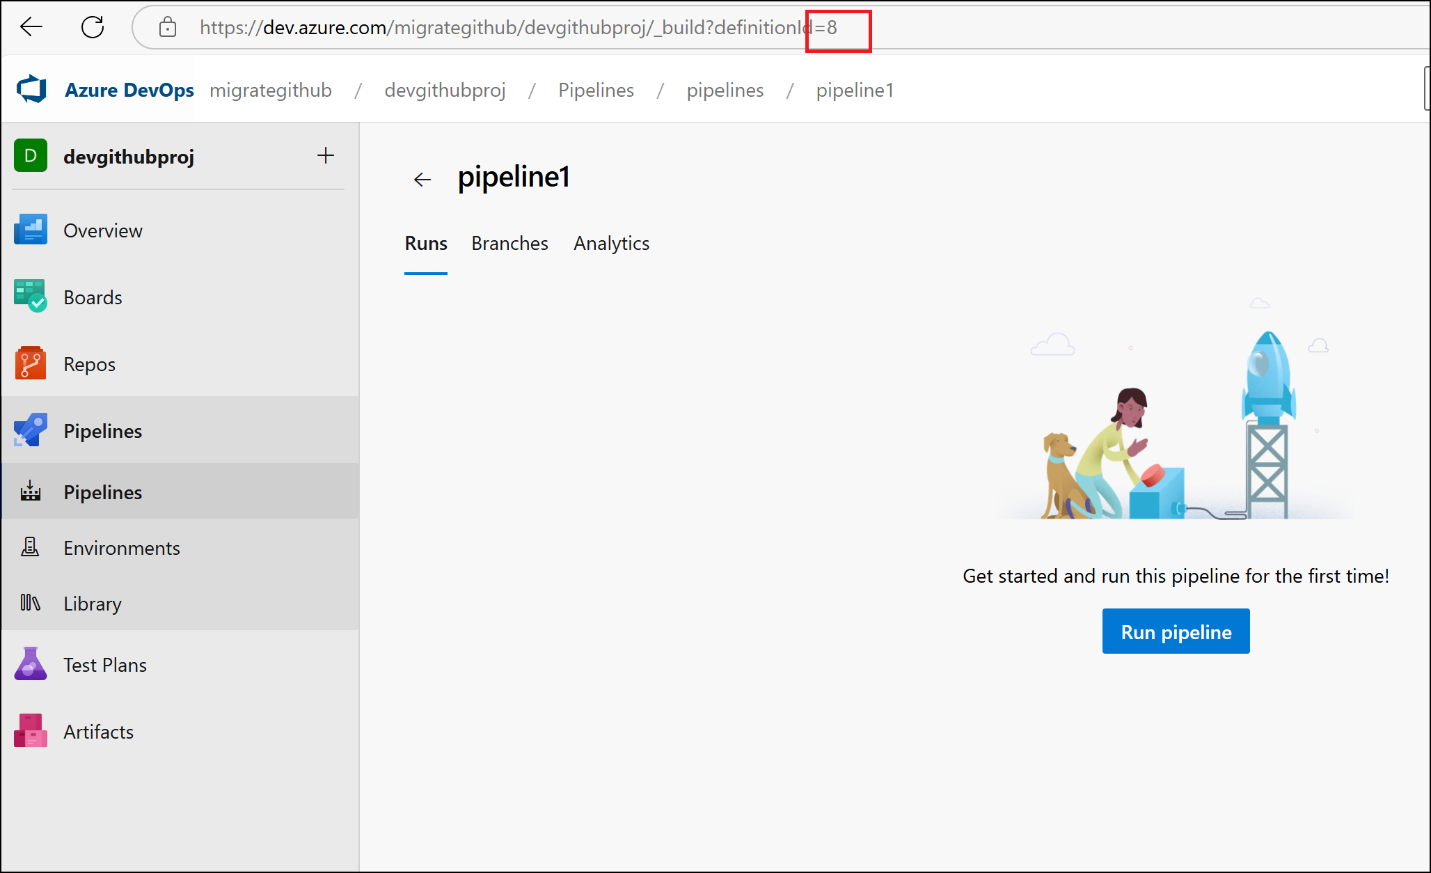 https://dev.azure.com/migrategithub/devgithubproj/_build?definitionId=8
Azure DevOps migrategithub / devgithubproj / Pipelines / pipelines / pipeline1
D devgithubproj +
Overview
Boards
Repos
Pipelines
Pipelines
Environments
Library
Test Plans
Artifacts
pipeline1
Runs Branches Analytics
Get started and run this pipeline for the first time!
Run pipeline